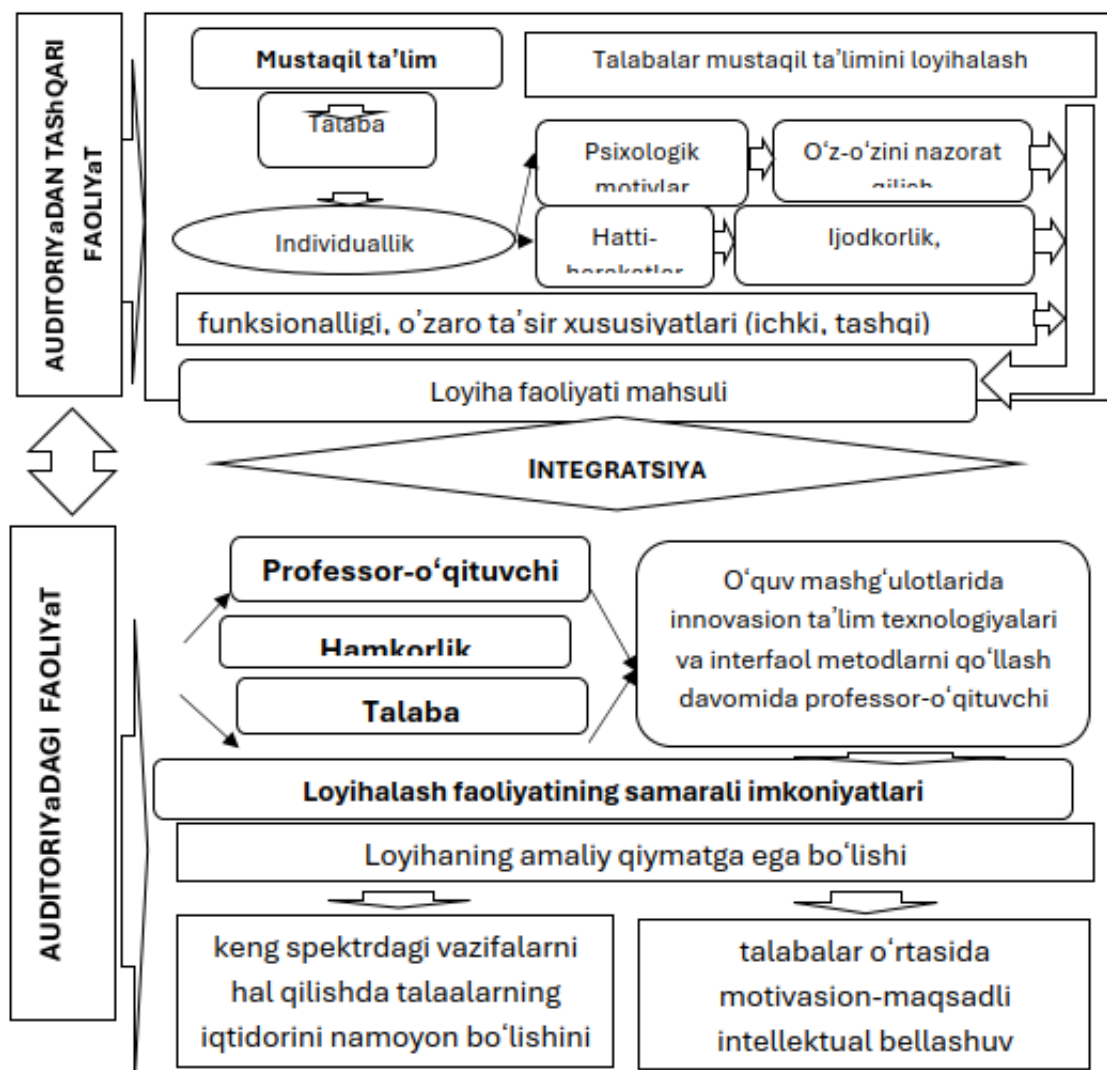 AUDITORIYaDAN TAShQARI
FAOLIYaT
Mustaqil ta’lim
Talabalar mustaqil ta’limini loyihalash
Talaba
Psixologik
motivlar
O‘z-o‘zini nazorat
qilish
Individuallik
Hatti-
harakatlar
Ijodkorlik,
funksionalligi, o’zaro ta’sir xususiyatlari (ichki, tashqi)
Loyiha faoliyati mahsuli
INTEGRATSIYA
AUDITORIYaDAGI FAOLIYaT
Professor-o‘qituvchi
Hamkorlik
Talaba
O‘quv mashg‘ulotlarida
innovasion ta’lim texnologiyalari
va interfaol metodlarni qo‘llash
davomida professor-o‘qituvchi
Loyihalash faoliyatining samarali imkoniyatlari
Loyihaning amaliy qiymatga ega bo‘lishi
keng spektrdagi vazifalarni
hal qilishda talaalarning
iqtidorini namoyon bo‘lishini
talabalar o‘rtasida
motivasion-maqsadli
intellektual bellashuv